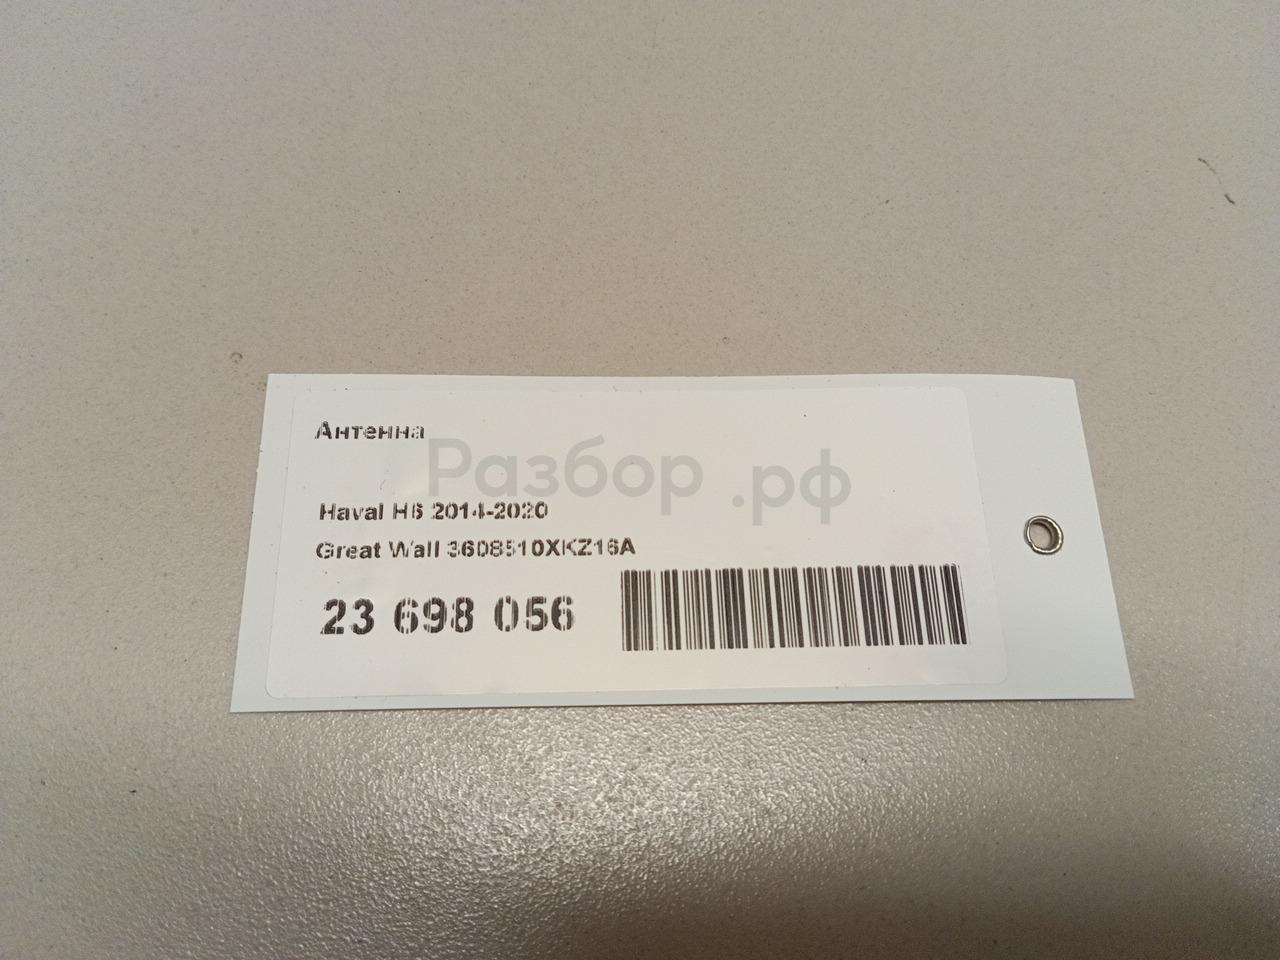 Антенна
Разбор.рф
Haval H6 2014-2020
Great Wall 3608510XKZ16A
23 698 056